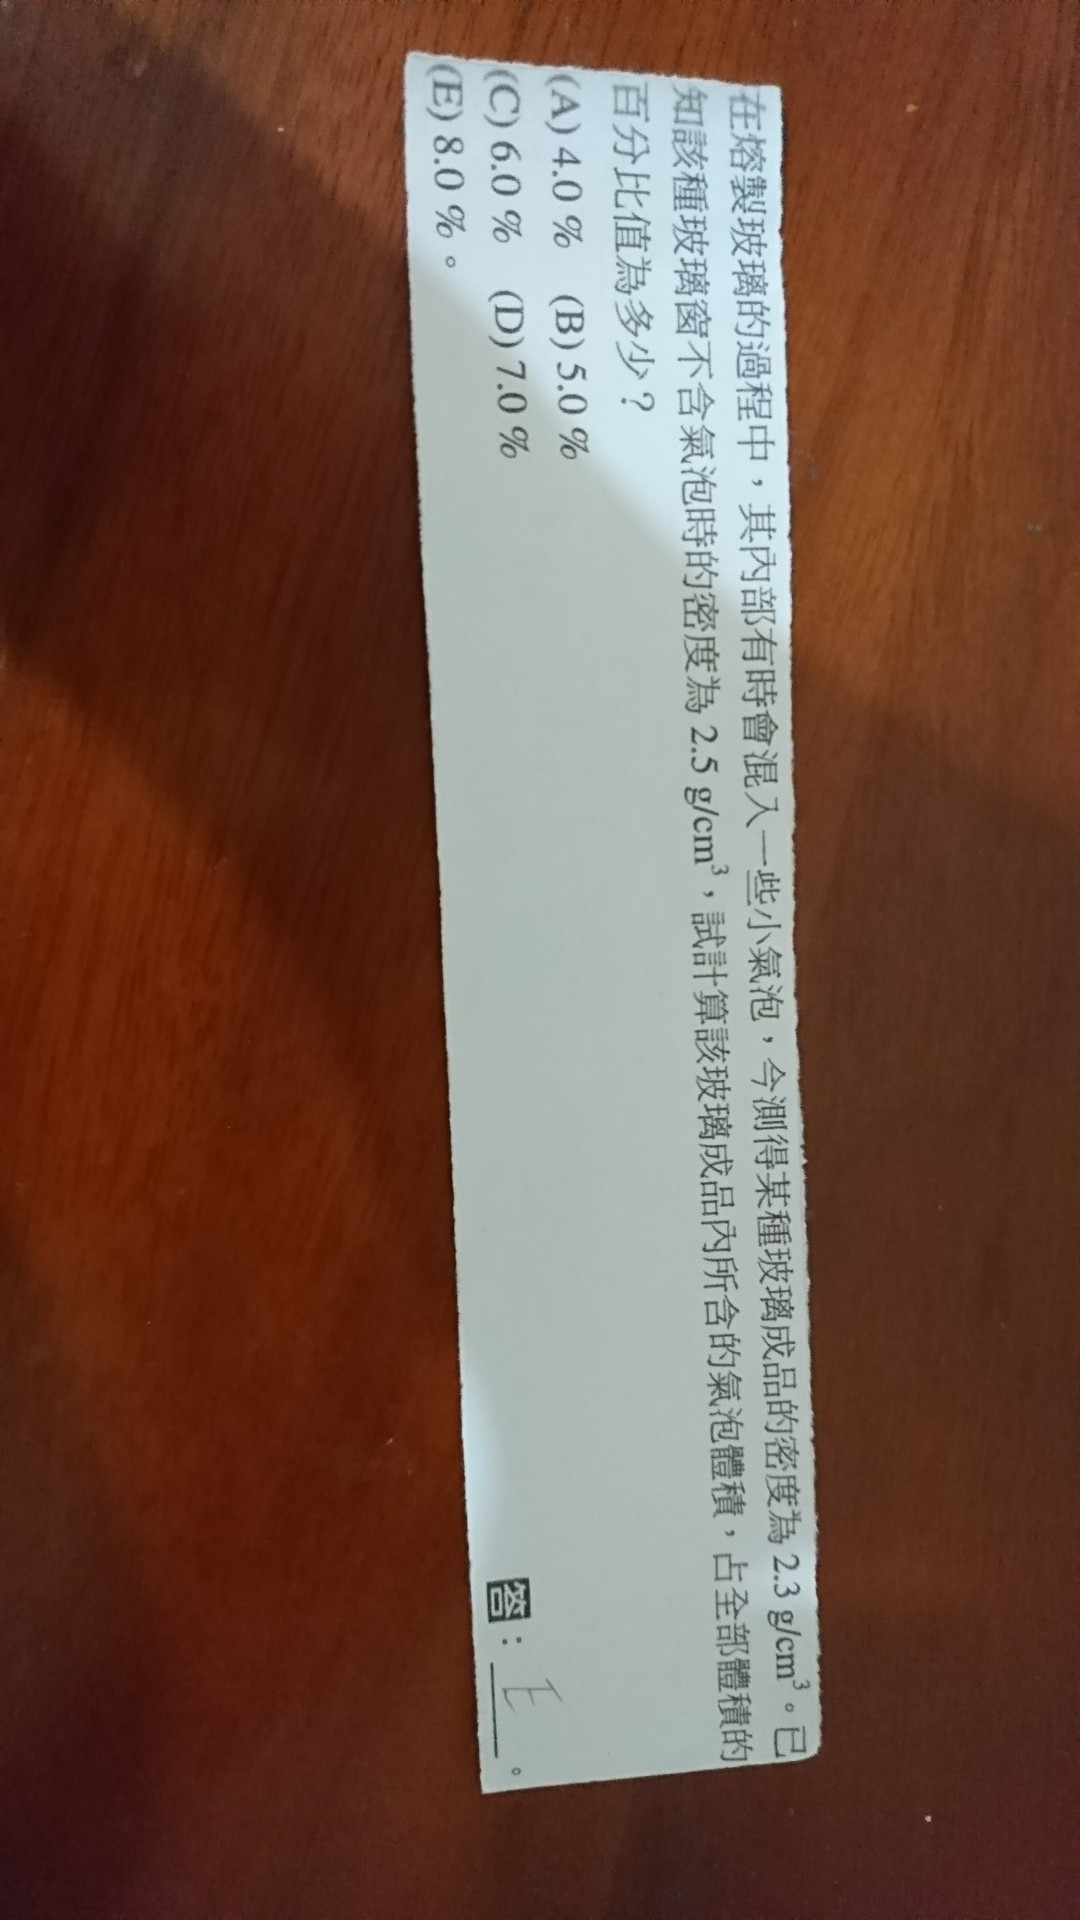 在熔製玻璃的過程中，其內部有時會混入一些小氣泡，今測得某種玻璃成品的密度為 2.3 g/cm³。已
知該種玻璃窗不含氣泡時的密度為 2.5 g/cm³，試計算該玻璃成品內所含的氣泡體積，占全部體積的
百分比值為多少？
(A) 4.0 % (B) 5.0 %
(C) 6.0 % (D) 7.0 %
(E) 8.0 %。
答：E。